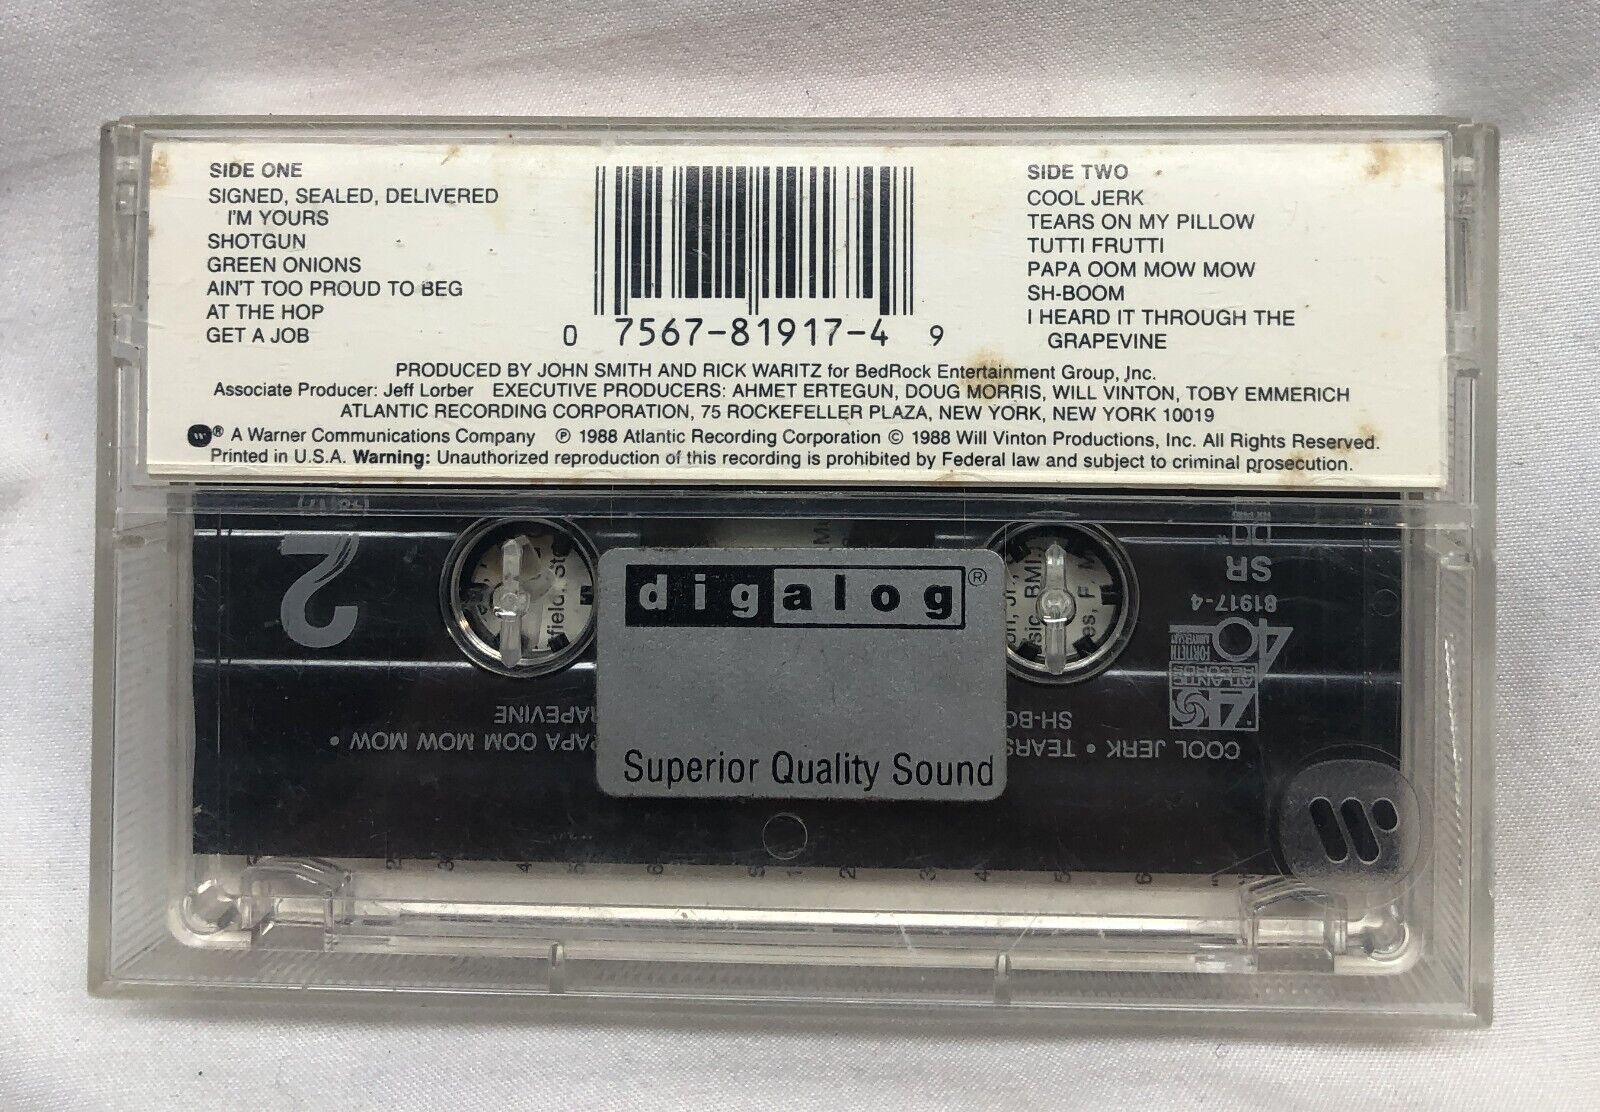 SIDE ONE
SIGNED, SEALED, DELIVERED
I'M YOURS
SHOTGUN
GREEN ONIONS
AIN'T TOO PROUD TO BEG
AT THE HOP
GET A JOB
0 7567-81917-4 9
SIDE TWO
COOL JERK
TEARS ON MY PILLOW
TUTTI FRUTTI
PAPA OOM MOW MOW
SH-BOOM
I HEARD IT THROUGH THE
GRAPEVINE
PRODUCED BY JOHN SMITH AND RICK WARITZ for BedRock Entertainment Group, Inc.
Associate Producer: Jeff Lorber EXECUTIVE PRODUCERS: AHMET ERTEGUN, DOUG MORRIS, WILL VINTON, TOBY EMMERICH
ATLANTIC RECORDING CORPORATION, 75 ROCKEFELLER PLAZA, NEW YORK, NEW YORK 10019
W® A Warner Communications Company ℗ 1988 Atlantic Recording Corporation © 1988 Will Vinton Productions, Inc. All Rights Reserved.
Printed in U.S.A. Warning: Unauthorized reproduction of this recording is prohibited by Federal law and subject to criminal prosecution.
2
digalog®
Superior Quality Sound
SR
81917-4
40
FORTIETH
ANNIVERSARY
ATLANTIC
RECORDS
COOL JERK • TEARS
PAPA OOM MOW MOW •
SH-BO
RAPEVINE